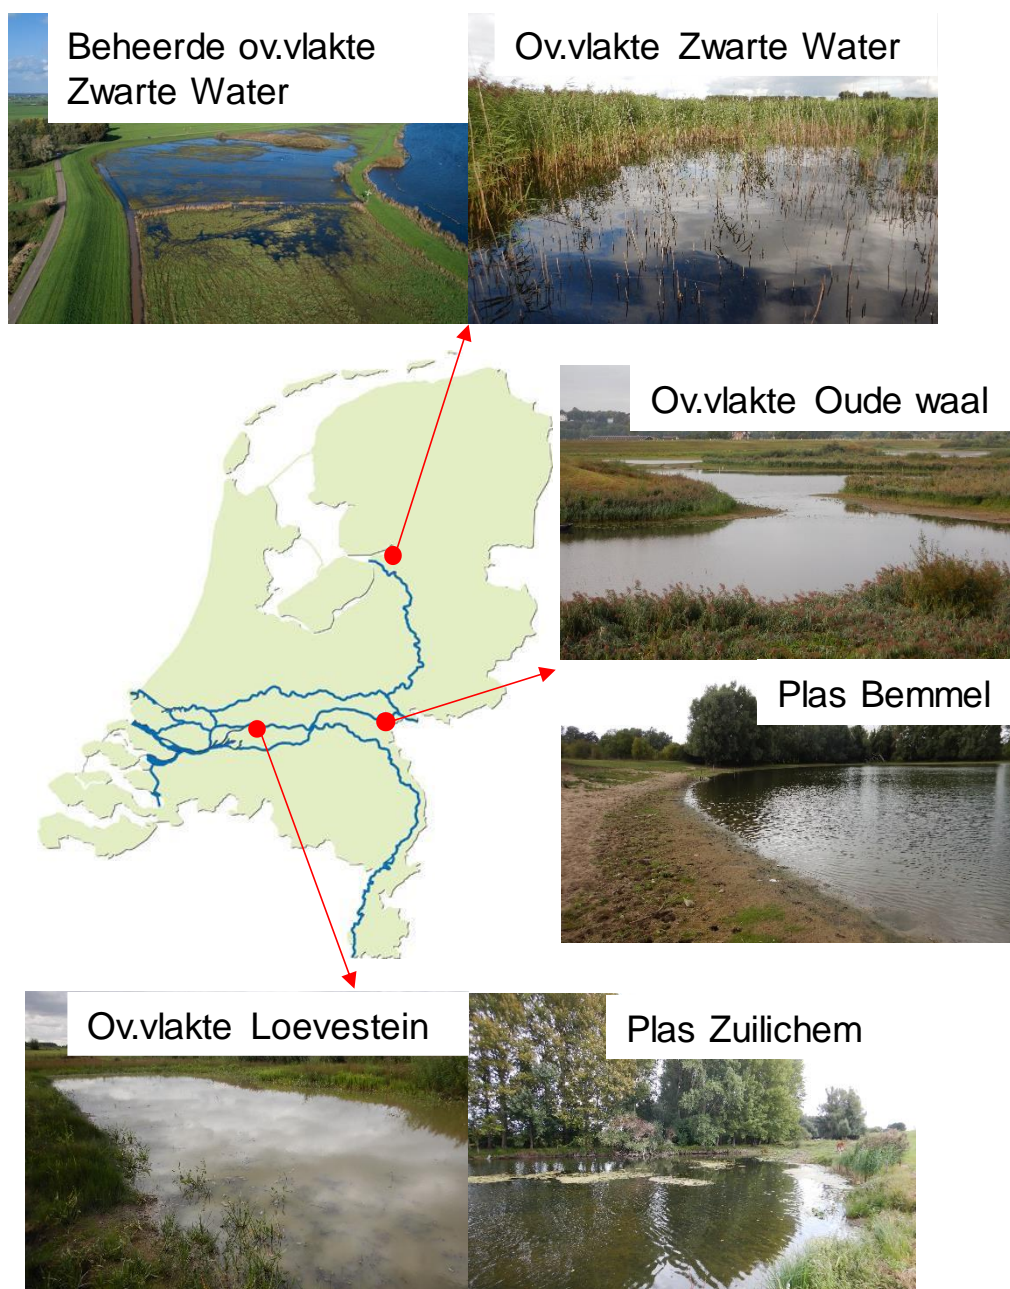 Beheerde ov.vlakte
Zwarte Water
Ov.vlakte Zwarte Water
Ov.vlakte Oude waal
Plas Bemmel
Ov.vlakte Loevestein
Plas Zuilichem